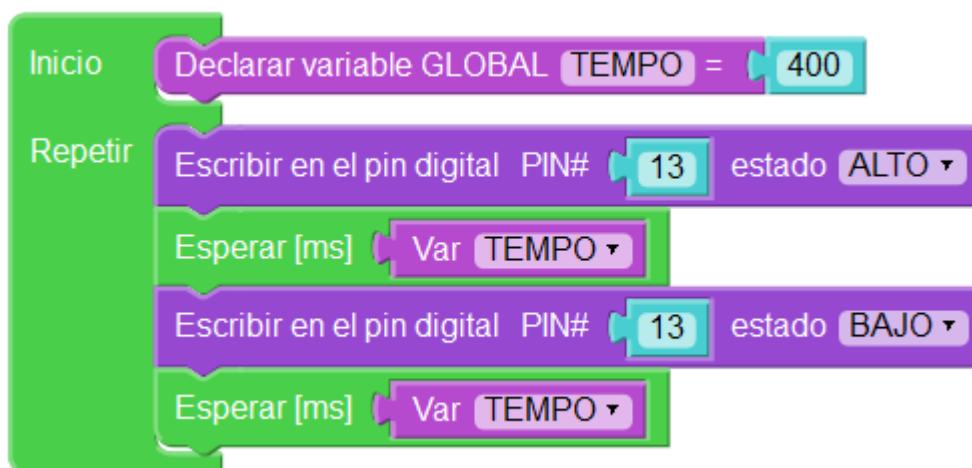 Inicio Declarar variable GLOBAL TEMPO = 400
Repetir Escribir en el pin digital PIN# 13 estado ALTO
Esperar [ms] Var TEMPO
Escribir en el pin digital PIN# 13 estado BAJO
Esperar [ms] Var TEMPO